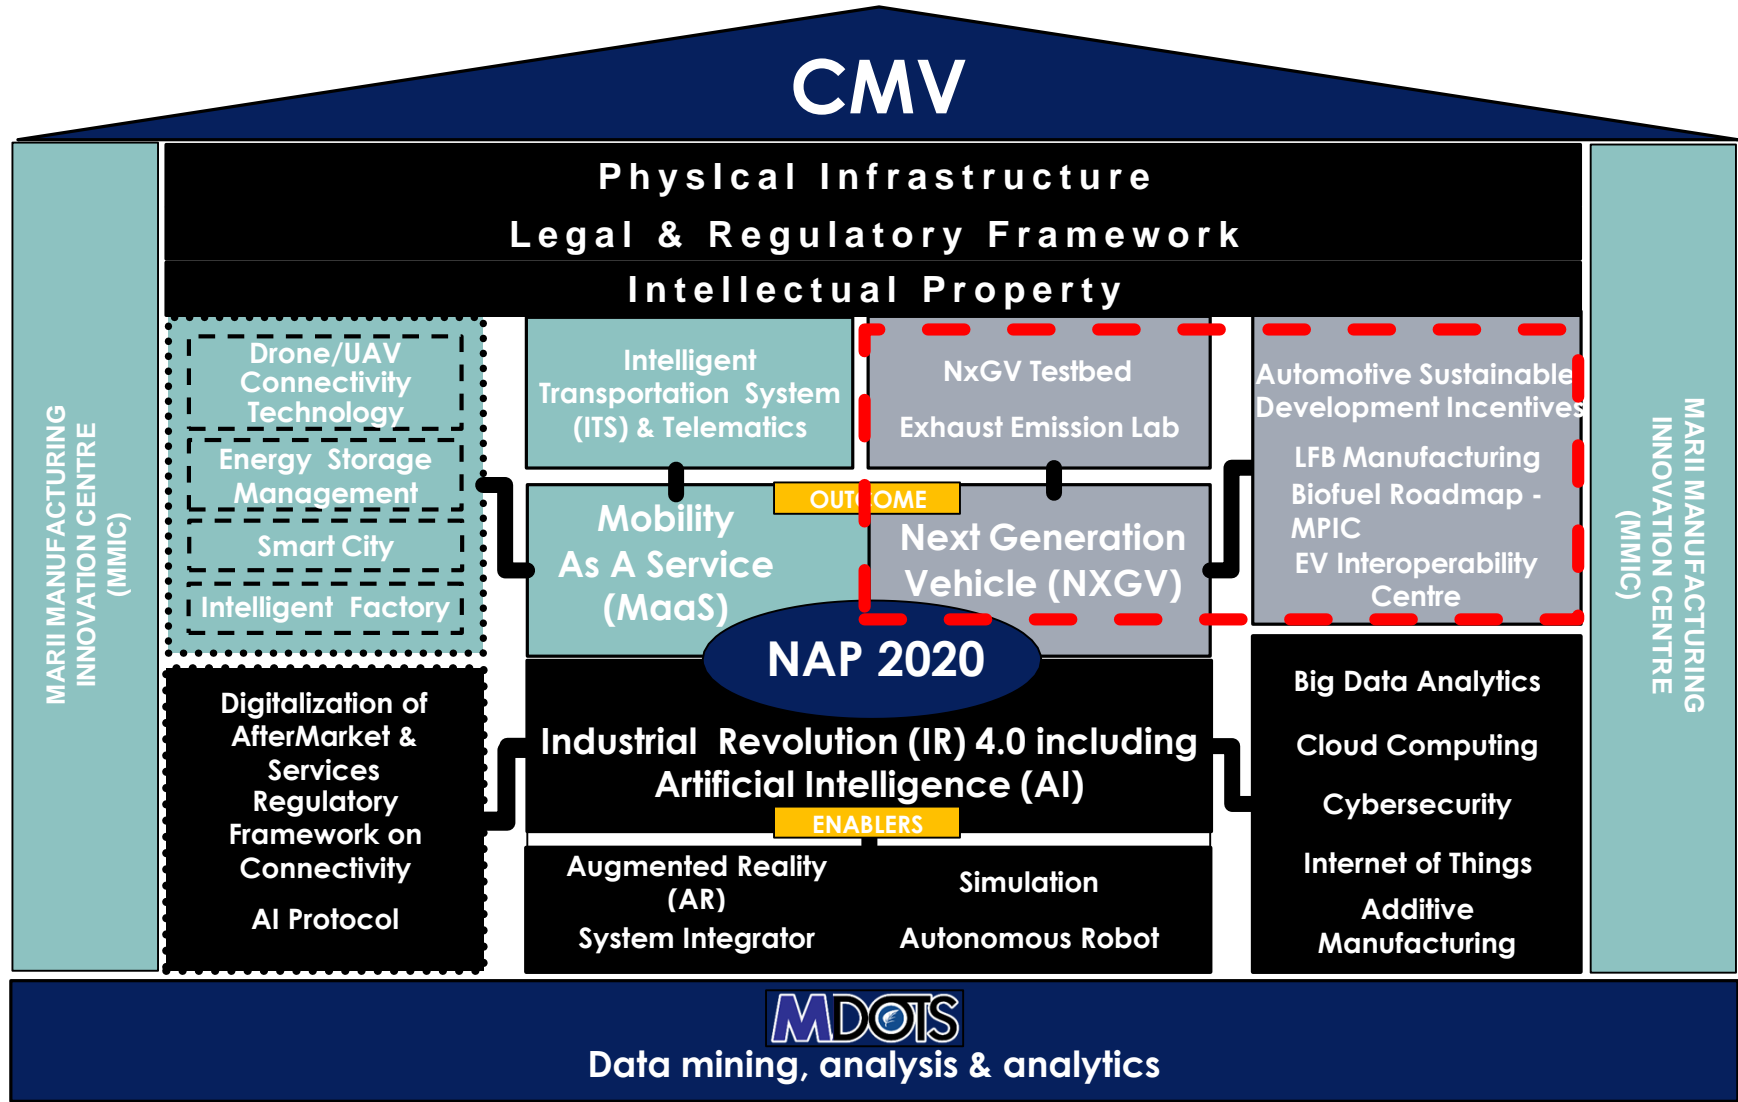 CMV
PhysIcal Infrastructure
Legal & Regulatory Framework
Intellectual Property
MARII MANUFACTURING
INNOVATION CENTRE
(MMIC)
Drone/UAV
Connectivity
Technology
Energy Storage
Management
Smart City
Intelligent Factory
Intelligent
Transportation System
(ITS) & Telematics
NxGV Testbed
Exhaust Emission Lab
Automotive Sustainable
Development Incentives
LFB Manufacturing
Biofuel Roadmap -
MPIC
EV Interoperability
Centre
OUTCOME
Mobility
As A Service
(MaaS)
Next Generation
Vehicle (NXGV)
NAP 2020
Digitalization of
AfterMarket &
Services
Regulatory
Framework on
Connectivity
AI Protocol
Industrial Revolution (IR) 4.0 including
Artificial Intelligence (AI)
ENABLERS
Augmented Reality
(AR)
System Integrator
Simulation
Autonomous Robot
Big Data Analytics
Cloud Computing
Cybersecurity
Internet of Things
Additive
Manufacturing
MARII MANUFACTURING
INNOVATION CENTRE
(MMIC)
MDOTS
Data mining, analysis & analytics